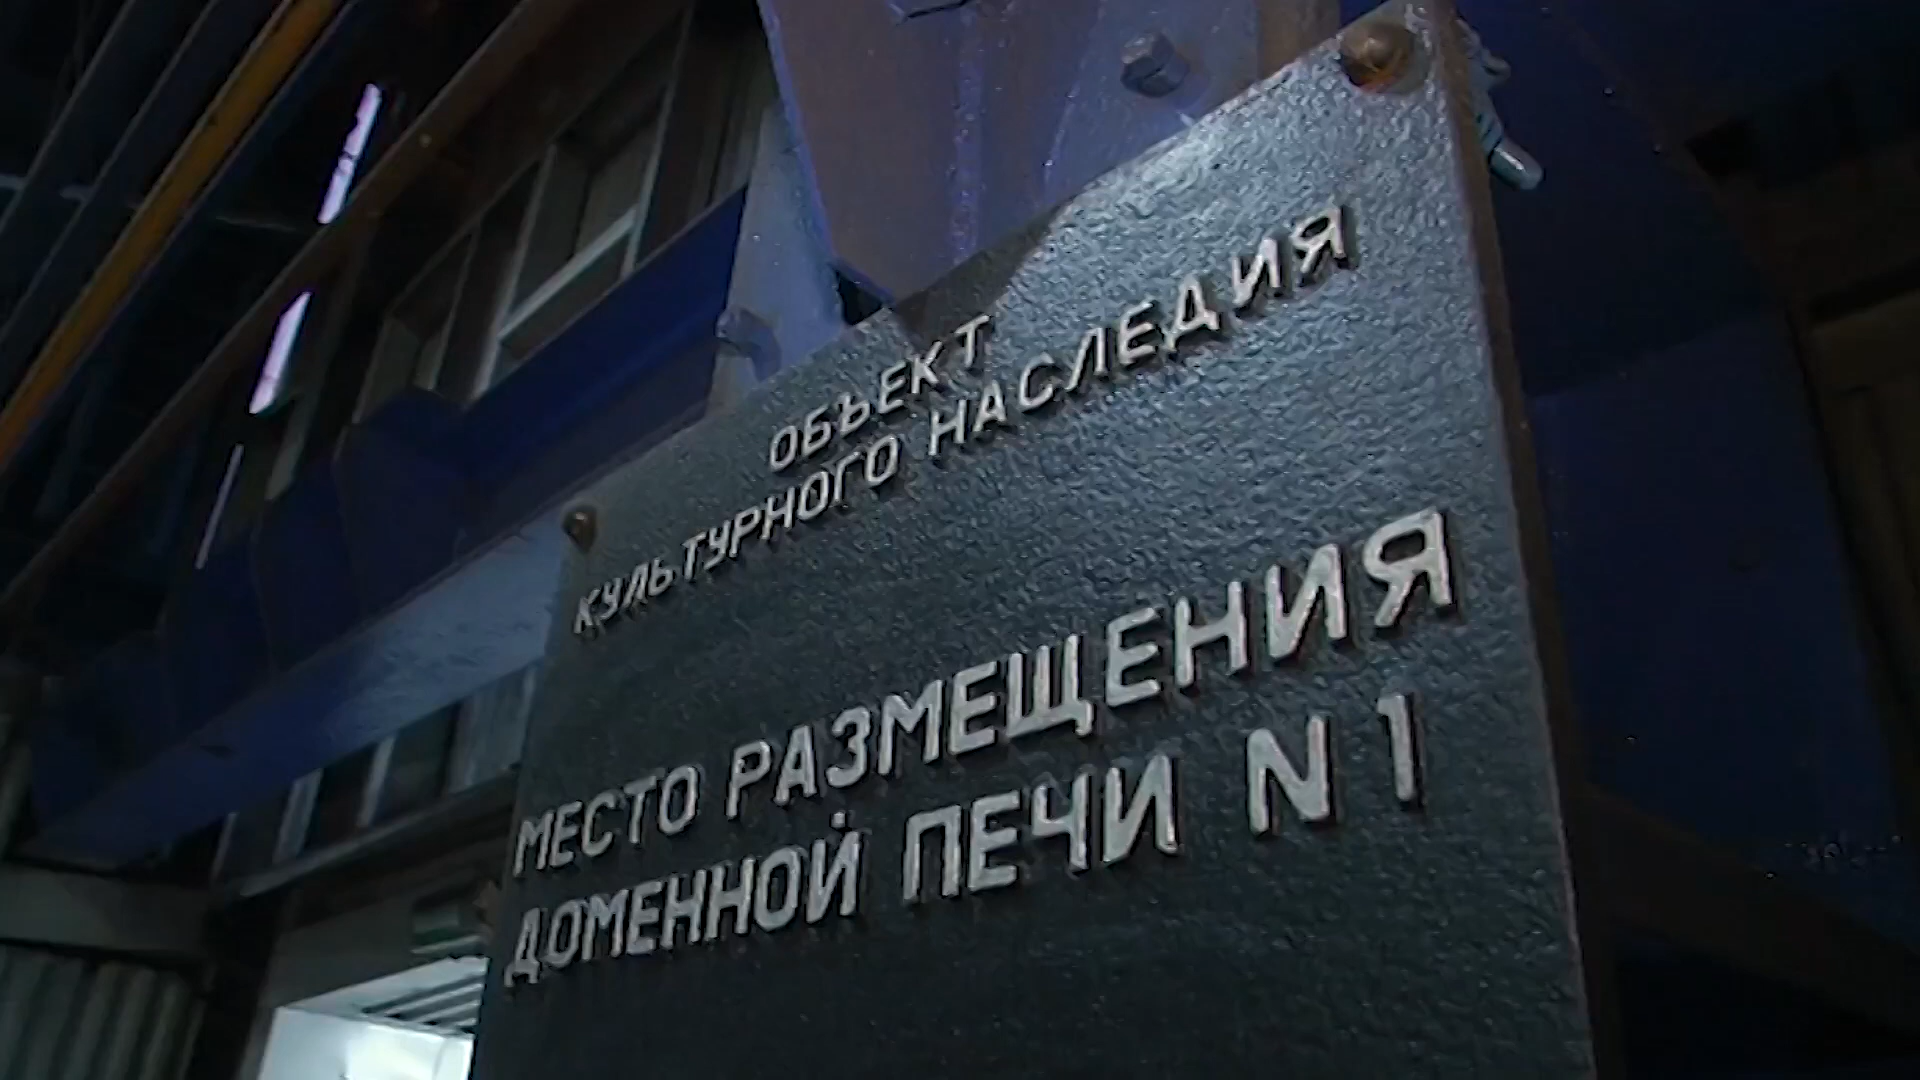 ОБЪЕКТ
КУЛЬТУРНОГО НАСЛЕДИЯ
МЕСТО РАЗМЕЩЕНИЯ
ДОМЕННОЙ ПЕЧИ N 1